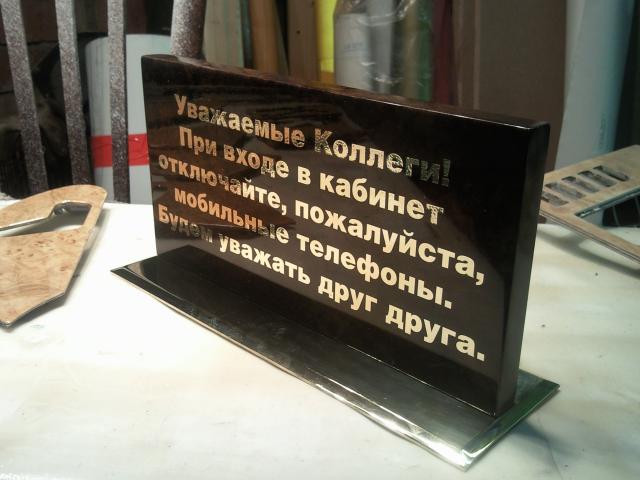 Уважаемые Коллеги!
При входе в кабинет
отключайте, пожалуйста,
мобильные телефоны.
Будем уважать друг друга.